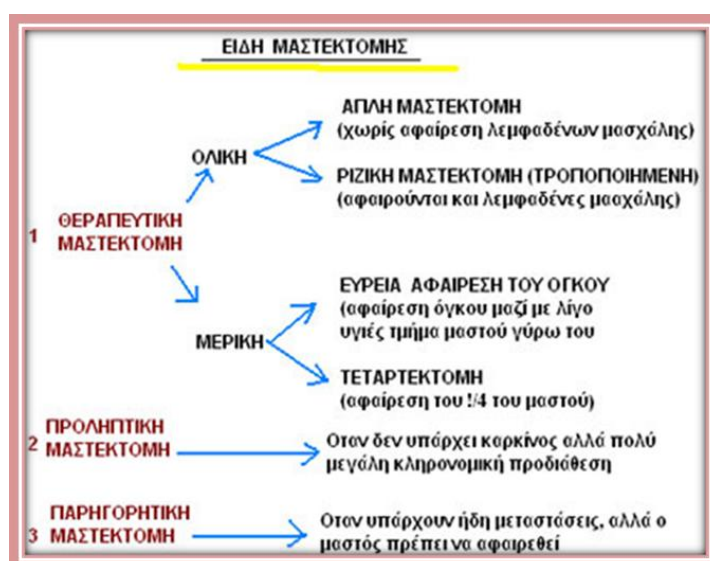 ΕΙΔΗ ΜΑΣΤΕΚΤΟΜΗΣ
ΑΠΛΗ ΜΑΣΤΕΚΤΟΜΗ
(χωρίς αφαίρεση λεμφαδένων μασχάλης)
ΟΛΙΚΗ
ΡΙΖΙΚΗ ΜΑΣΤΕΚΤΟΜΗ (ΤΡΟΠΟΠΟΙΗΜΕΝΗ)
(αφαιρούνται και λεμφαδένες μασχάλης)
1 ΘΕΡΑΠΕΥΤΙΚΗ
ΜΑΣΤΕΚΤΟΜΗ
ΕΥΡΕΙΑ ΑΦΑΙΡΕΣΗ ΤΟΥ ΟΓΚΟΥ
(αφαίρεση όγκου μαζί με λίγο
υγιές τμήμα μαστού γύρω του
ΜΕΡΙΚΗ
ΤΕΤΑΡΤΕΚΤΟΜΗ
(αφαίρεση του !/4 του μαστού)
2 ΠΡΟΛΗΠΤΙΚΗ
ΜΑΣΤΕΚΤΟΜΗ
Οταν δεν υπάρχει καρκίνος αλλά πολύ
μεγάλη κληρονομική προδιάθεση
3 ΠΑΡΗΓΟΡΗΤΙΚΗ
ΜΑΣΤΕΚΤΟΜΗ
Οταν υπάρχουν ήδη μεταστάσεις, αλλά ο
μαστός πρέπει να αφαιρεθεί